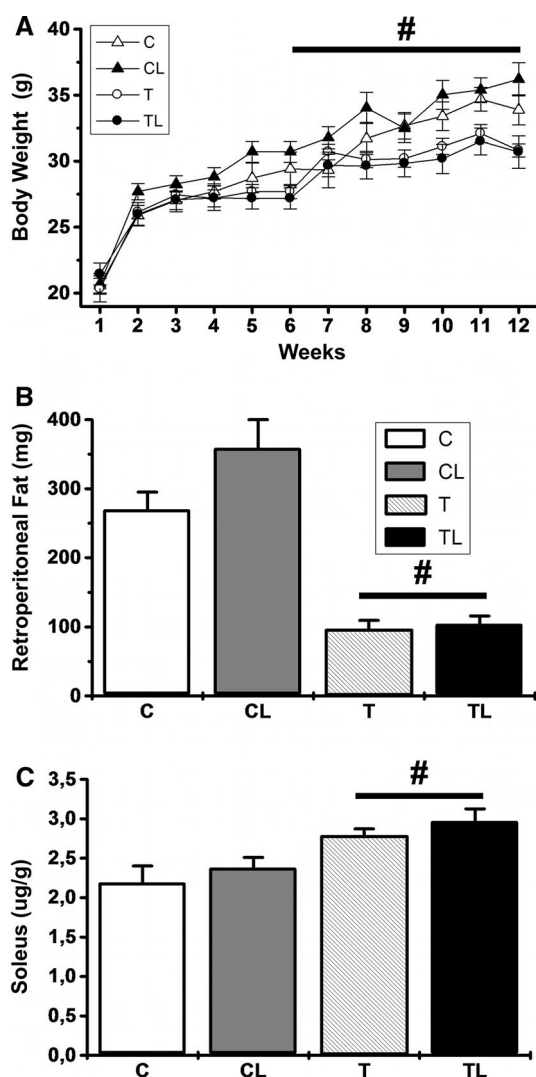 A
Body Weight (g)
40
35
30
25
20
C
CL
T
TL
#
1 2 3 4 5 6 7 8 9 10 11 12
Weeks
B
Retroperitoneal Fat (mg)
400
300
200
100
0
C
CL
T
TL
#
C CL T TL
C
Soleus (ug/g)
3,5
3,0
2,5
2,0
1,5
1,0
0,5
0,0
#
C CL T TL